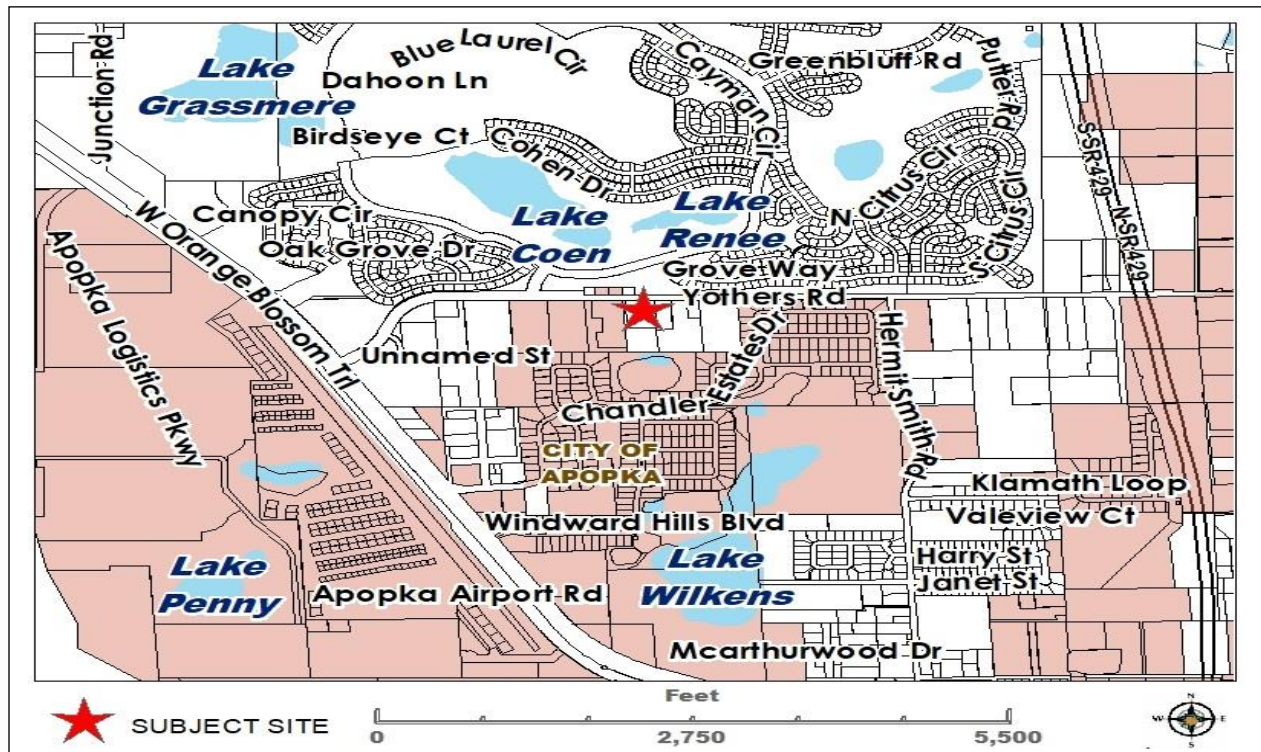 Junction Rd
Lake
Grassmere
Blue Laurel Cir
Dahoon Ln
Birdseye Ct
Cohen Dr
Cayman Cir
Greenbluff Rd
Putter Rd
Canopy Cir
Oak Grove Dr
Lake
Coen
Lake
Renee
N Citrus Cir
S Citrus Cir
S SR 429
N SR 429
W Orange Blossom Trl
Apopka Logistics Pkwy
Grove Way
Yothers Rd
Unnamed St
Chandler Estates Dr
Hermit Smith Rd
CITY OF
APOPKA
Klamath Loop
Valeview Ct
Windward Hills Blvd
Harry St
Janet St
Lake
Penny
Apopka Airport Rd
Lake
Wilkens
Mcarthurwood Dr
SUBJECT SITE
Feet
0 2,750 5,500
N
W E
S